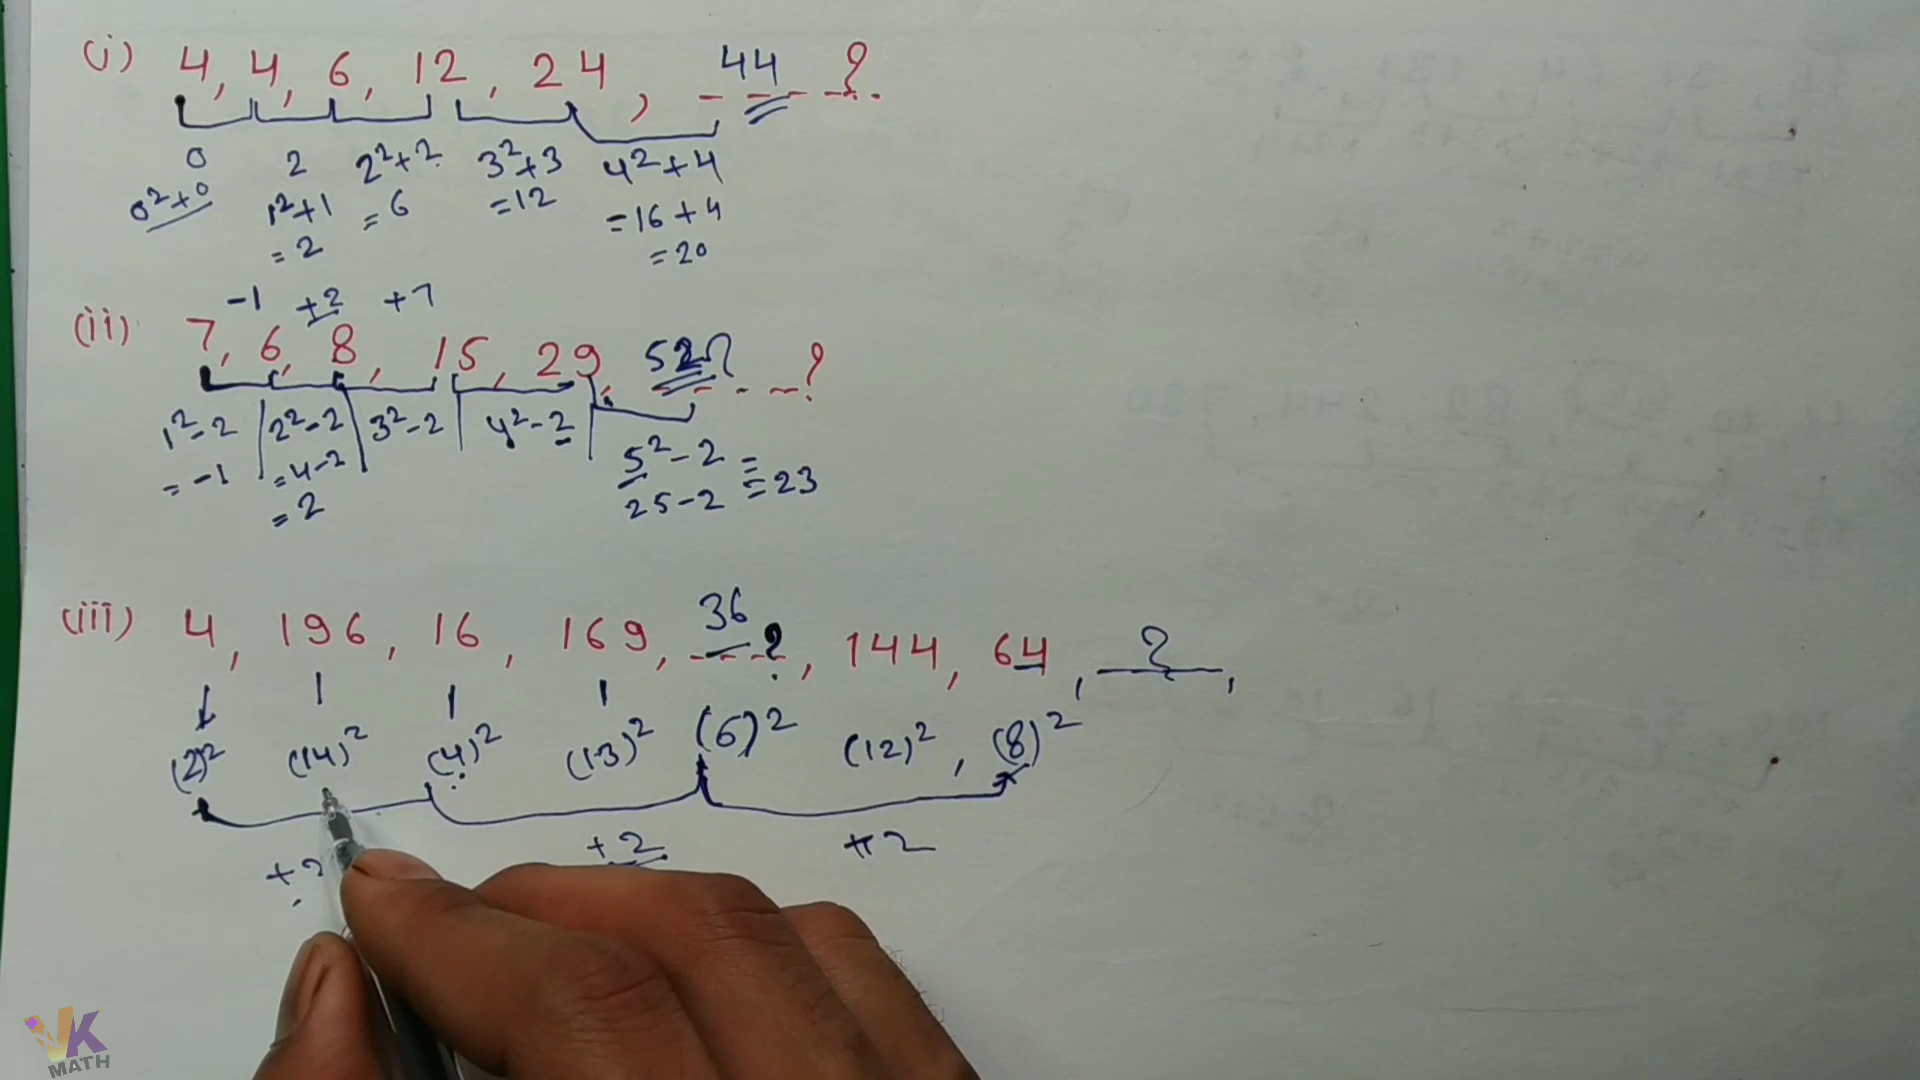 (i) 4, 4, 6, 12, 24, 44 ?
0 2 2²+2 3²+3 4²+4
0²+0 1²+1 = 6 =12 =16+4
= 2 =20
-1 +2 +7
(ii) 7, 6, 8, 15, 29, 52 ?
1²-2 2²-2 3²-2 4²-2 5²-2 =
= -1 =4-2 25-2 =23
= 2
(iii) 4, 196, 16, 169, 36 ?, 144, 64, ?,
(2)² (14)² (4)² (13)² (6)² (12)², (8)²
+2 +2 +2
VK
MATH